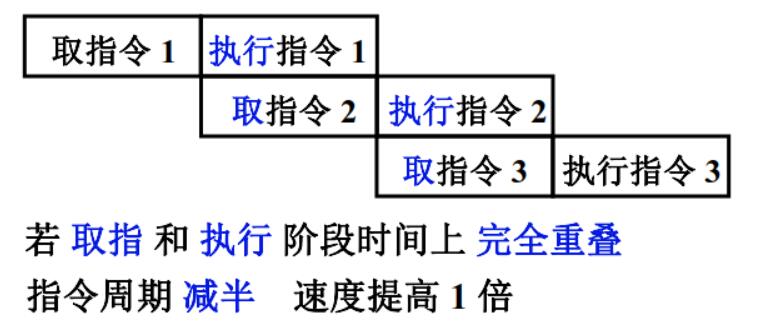 取指令 1 执行指令 1
取指令 2 执行指令 2
取指令 3 执行指令 3
若 取指 和 执行 阶段时间上 完全重叠
指令周期 减半 速度提高 1 倍